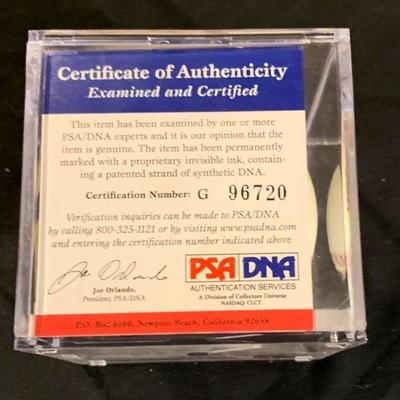 Certificate of Authenticity
Examined and Certified
This item has been examined by one or more
PSA/DNA experts and it is our opinion that the
item is genuine. The item has been permanently
marked with a proprietary invisible ink, contain-
ing a patented strand of synthetic DNA.
Certification Number: G 96720
Verification inquiries can be made to PSA/DNA
by calling 800-325-1121 or by visiting www.psadna.com
and entering the certification number indicated above.
Joe Orlando
Joe Orlando,
President, PSA/DNA
PSA DNA
AUTHENTICATION SERVICES
A Division of Collectors Universe
NASDAQ: CLCT
P.O. Box 6180, Newport Beach, California 92658